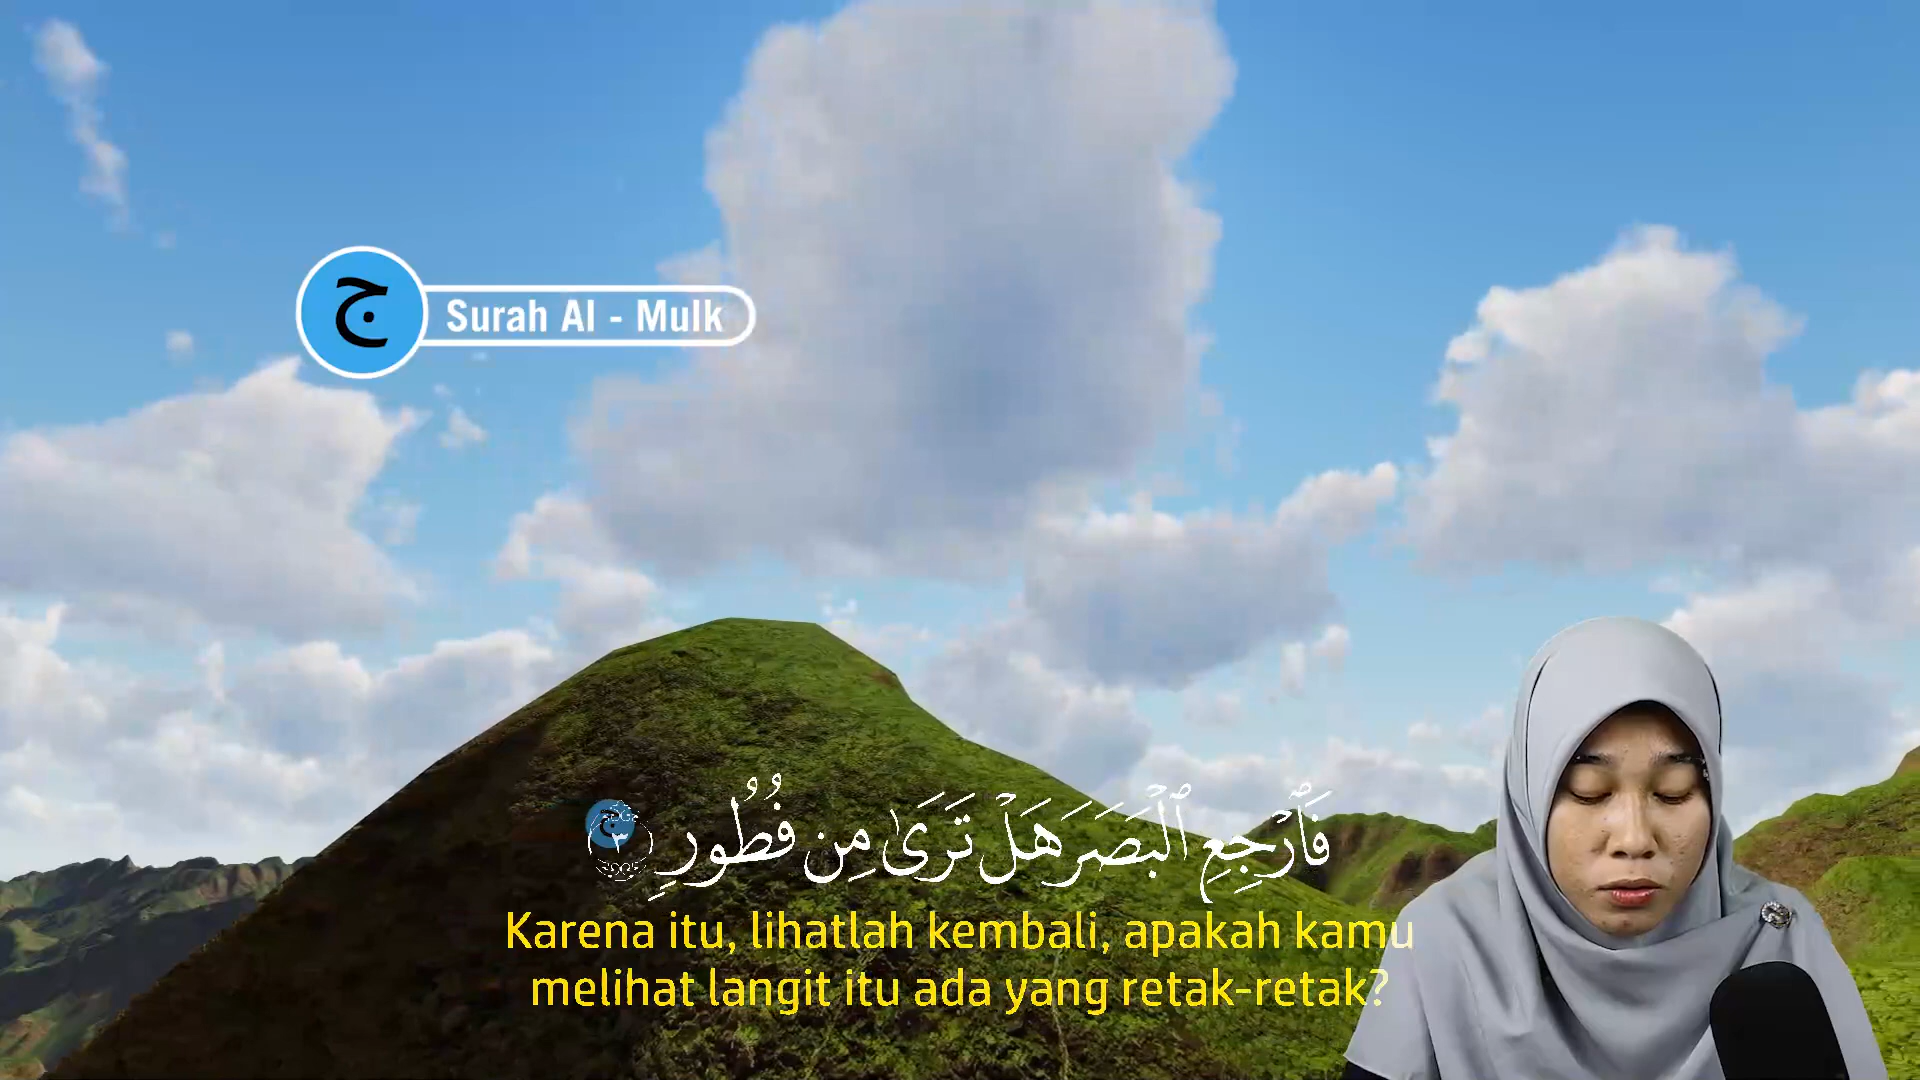 ج
Surah Al - Mulk
فَٱرْجِعِ ٱلْبَصَرَ هَلْ تَرَىٰ مِن فُطُورٍ ٣
Karena itu, lihatlah kembali, apakah kamu
melihat langit itu ada yang retak-retak?